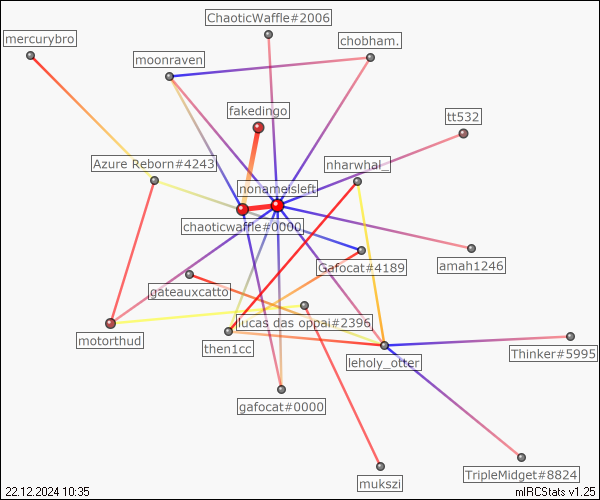 ChaoticWaffle#2006
mercurybro
chobham.
moonraven
fakedingo
tt532
Azure Reborn#4243
nharwhal_
nonameisleft
chaoticwaffle#0000
Gafocat#4189
amah1246
gateauxcatto
lucas das oppai#2396
motorthud
then1cc
leholy_otter
Thinker#5995
gafocat#0000
mukszi
TripleMidget#8824
22.12.2024 10:35
mIRCStats v1.25